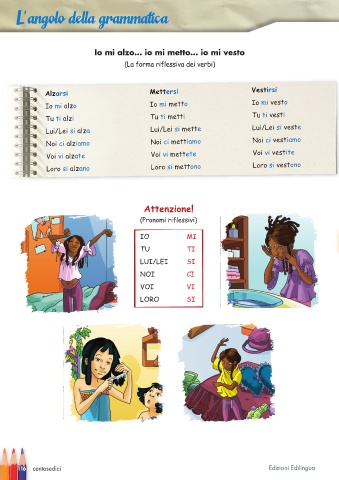 L'angolo della grammatica
Io mi alzo... io mi metto... io mi vesto
(La forma riflessiva dei verbi)
Alzarsi
Io mi alzo
Tu ti alzi
Lui/Lei si alza
Noi ci alziamo
Voi vi alzate
Loro si alzano
Mettersi
Io mi metto
Tu ti metti
Lui/Lei si mette
Noi ci mettiamo
Voi vi mettete
Loro si mettono
Vestirsi
Io mi vesto
Tu ti vesti
Lui/Lei si veste
Noi ci vestiamo
Voi vi vestite
Loro si vestono
Attenzione!
(Pronomi riflessivi)
IO MI
TU TI
LUI/LEI SI
NOI CI
VOI VI
LORO SI
116 centosedici
Edizioni Edilingua